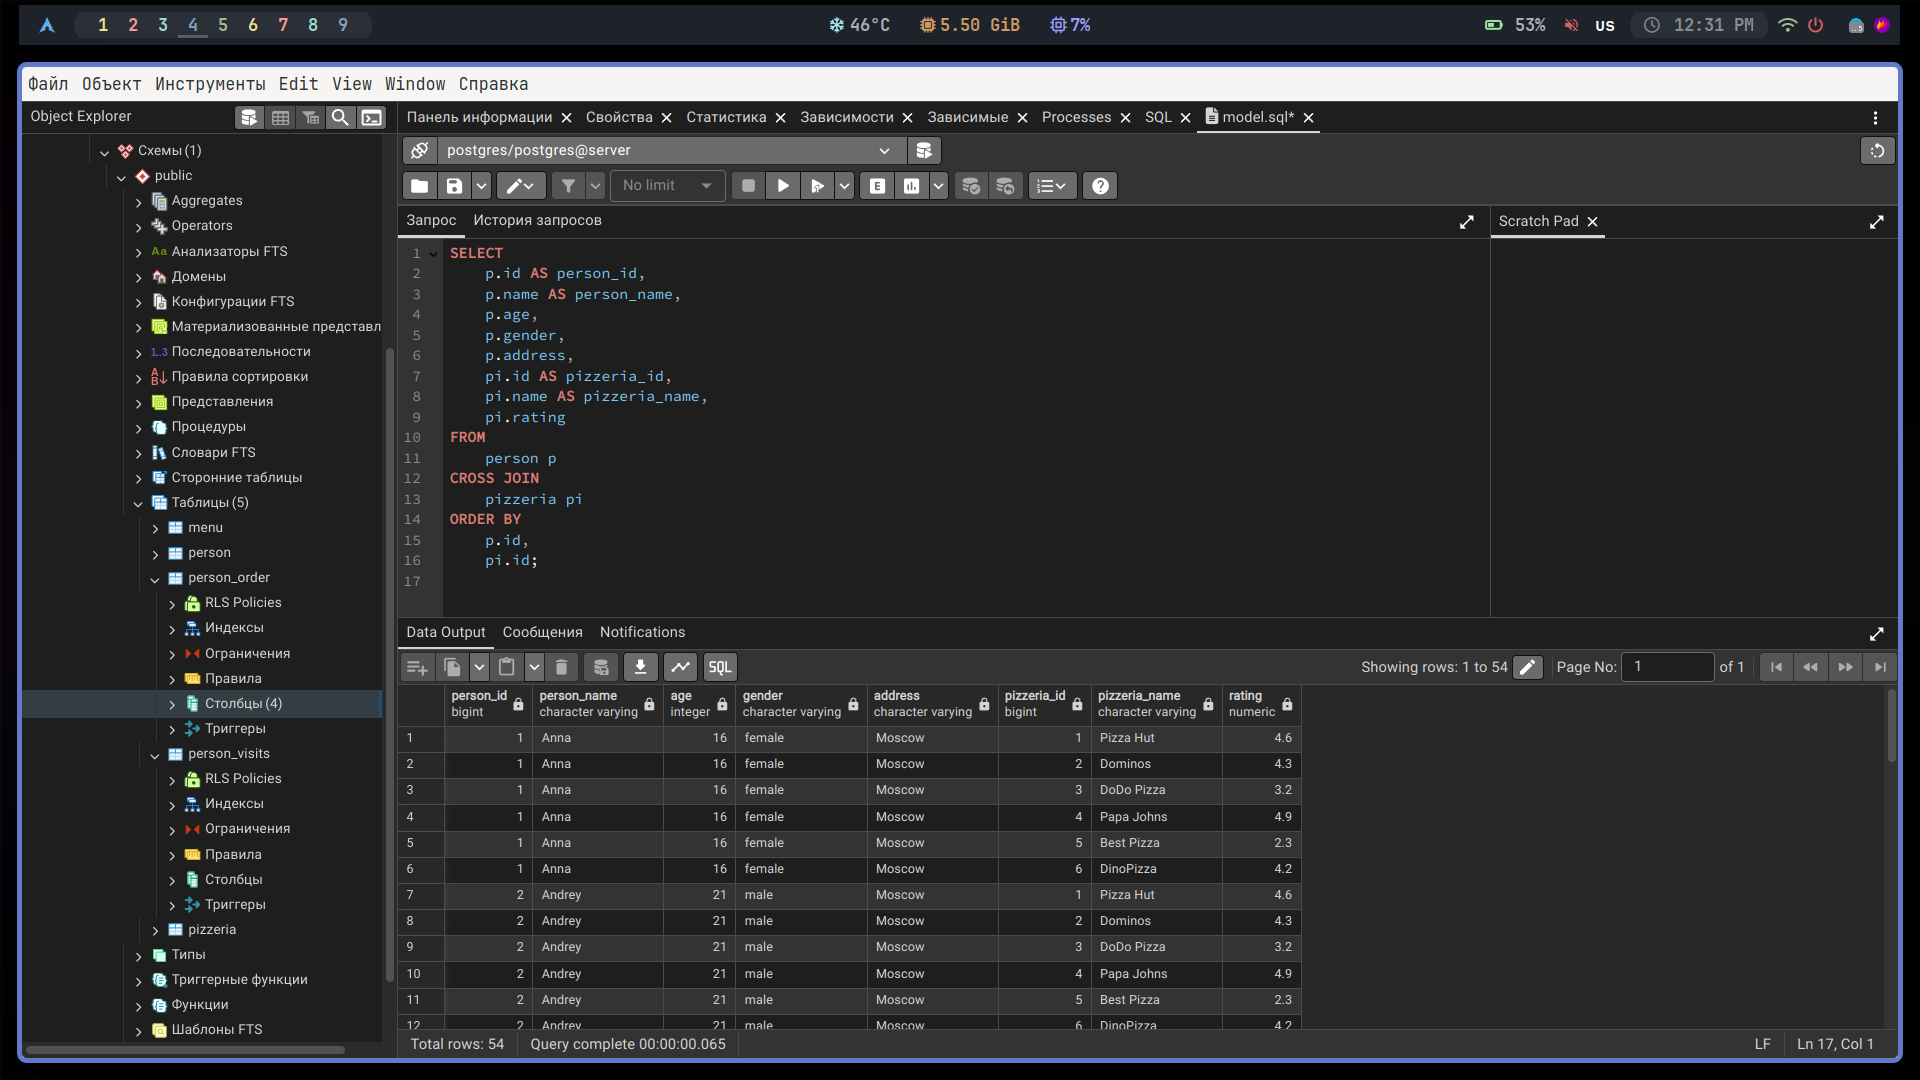 1 2 3 4 5 6 7 8 9
46°C 5.50 GiB 7%
53% US 12:31 PM
Файл Объект Инструменты Edit View Window Справка
Object Explorer
Схемы (1)
public
Aggregates
Operators
Aa Анализаторы FTS
Домены
Конфигурации FTS
Материализованные представл
1..3 Последовательности
Правила сортировки
Представления
Процедуры
Словари FTS
Сторонние таблицы
Таблицы (5)
menu
person
person_order
RLS Policies
Индексы
Ограничения
Правила
Столбцы (4)
Триггеры
person_visits
RLS Policies
Индексы
Ограничения
Правила
Столбцы
Триггеры
pizzeria
Типы
Триггерные функции
Функции
Шаблоны FTS
Панель информации Свойства Статистика Зависимости Зависимые Processes SQL model.sql*
postgres/postgres@server
No limit E
Запрос История запросов
Scratch Pad
1 SELECT
2 p.id AS person_id,
3 p.name AS person_name,
4 p.age,
5 p.gender,
6 p.address,
7 pi.id AS pizzeria_id,
8 pi.name AS pizzeria_name,
9 pi.rating
10 FROM
11 person p
12 CROSS JOIN
13 pizzeria pi
14 ORDER BY
15 p.id,
16 pi.id;
17
Data Output Сообщения Notifications
SQL Showing rows: 1 to 54 Page No: 1 of 1
person_id person_name age gender address pizzeria_id pizzeria_name rating
bigint character varying integer character varying character varying bigint character varying numeric
1 1 Anna 16 female Moscow 1 Pizza Hut 4.6
2 1 Anna 16 female Moscow 2 Dominos 4.3
3 1 Anna 16 female Moscow 3 DoDo Pizza 3.2
4 1 Anna 16 female Moscow 4 Papa Johns 4.9
5 1 Anna 16 female Moscow 5 Best Pizza 2.3
6 1 Anna 16 female Moscow 6 DinoPizza 4.2
7 2 Andrey 21 male Moscow 1 Pizza Hut 4.6
8 2 Andrey 21 male Moscow 2 Dominos 4.3
9 2 Andrey 21 male Moscow 3 DoDo Pizza 3.2
10 2 Andrey 21 male Moscow 4 Papa Johns 4.9
11 2 Andrey 21 male Moscow 5 Best Pizza 2.3
12 2 Andrey 21 male Moscow 6 DinoPizza 4.2
Total rows: 54 Query complete 00:00:00.065 LF Ln 17, Col 1